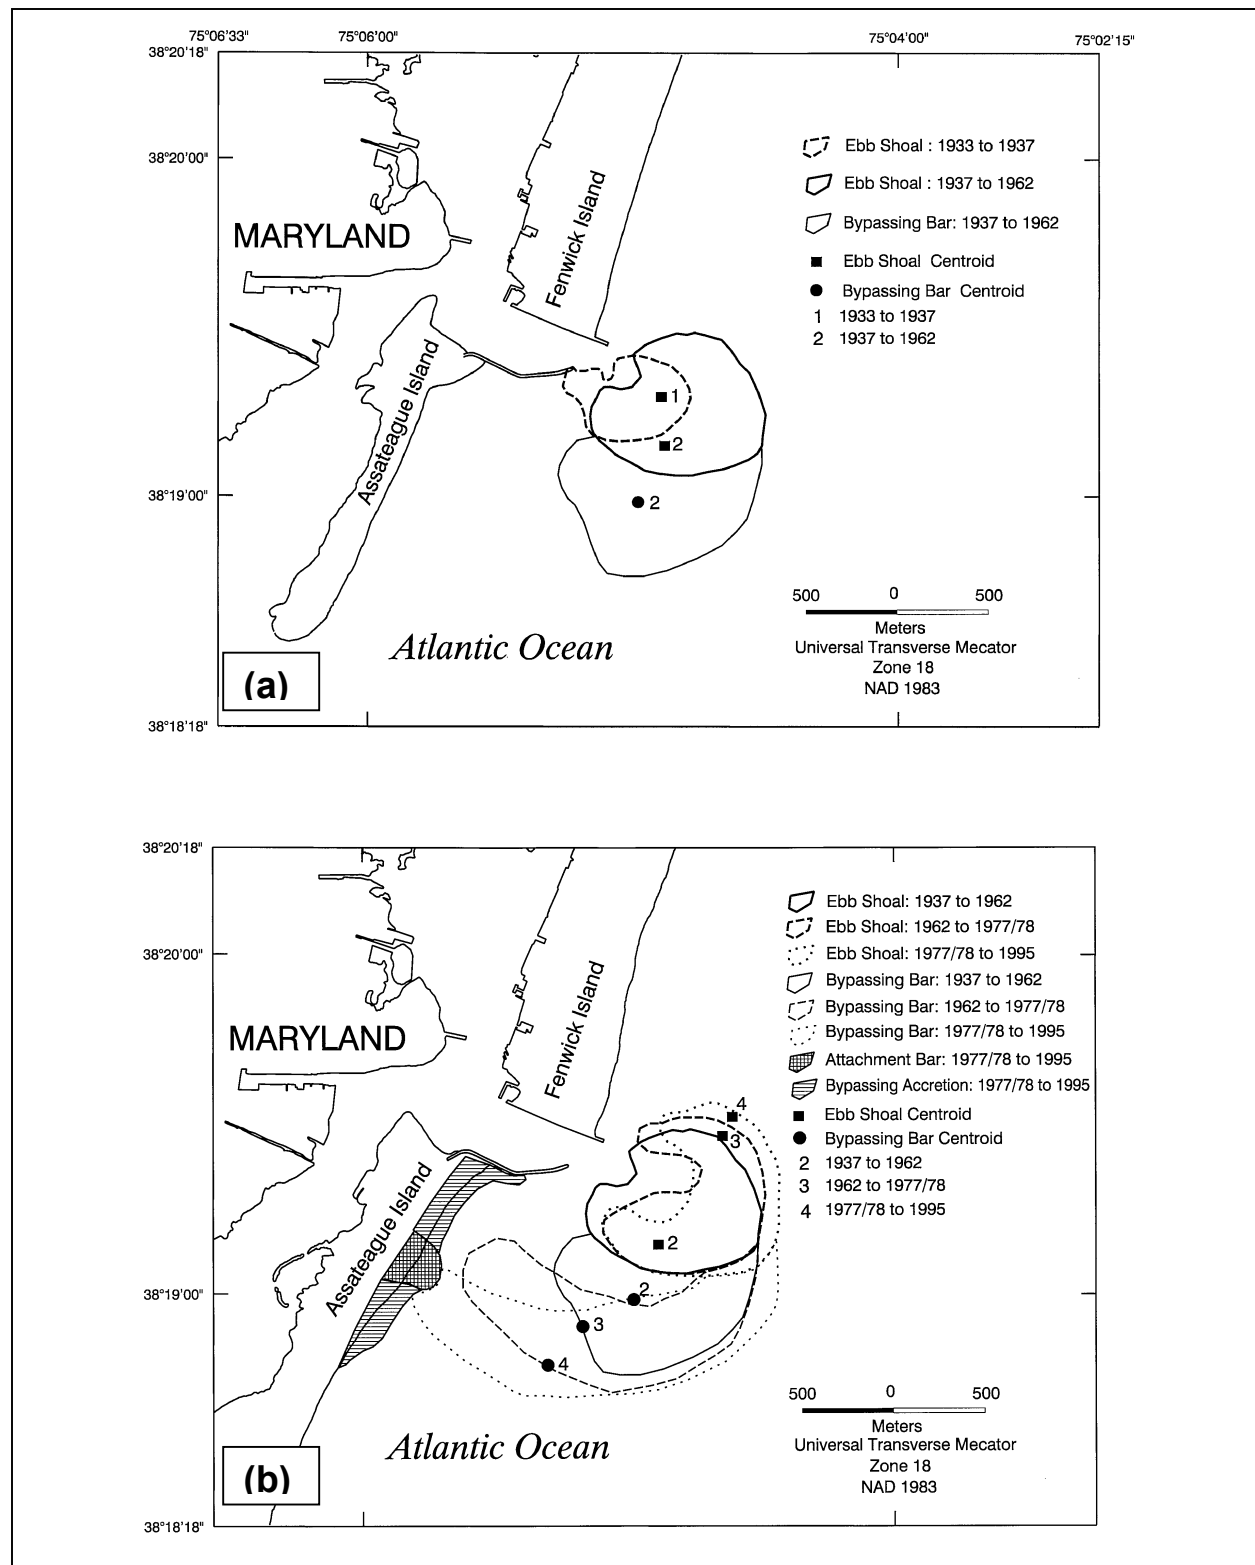 75°06'33" 75°06'00" 75°04'00" 75°02'15"
38°20'18"
38°20'00"
38°19'00"
38°18'18"
MARYLAND
Fenwick Island
Assateague Island
Ebb Shoal : 1933 to 1937
Ebb Shoal : 1937 to 1962
Bypassing Bar: 1937 to 1962
Ebb Shoal Centroid
Bypassing Bar Centroid
1 1933 to 1937
2 1937 to 1962
1
2
2
500 0 500
Meters
Universal Transverse Mecator
Zone 18
NAD 1983
Atlantic Ocean
(a)
38°20'18"
38°20'00"
38°19'00"
38°18'18"
MARYLAND
Fenwick Island
Assateague Island
Ebb Shoal: 1937 to 1962
Ebb Shoal: 1962 to 1977/78
Ebb Shoal: 1977/78 to 1995
Bypassing Bar: 1937 to 1962
Bypassing Bar: 1962 to 1977/78
Bypassing Bar: 1977/78 to 1995
Attachment Bar: 1977/78 to 1995
Bypassing Accretion: 1977/78 to 1995
Ebb Shoal Centroid
Bypassing Bar Centroid
2 1937 to 1962
3 1962 to 1977/78
4 1977/78 to 1995
4
3
2
2
3
4
500 0 500
Meters
Universal Transverse Mecator
Zone 18
NAD 1983
Atlantic Ocean
(b)